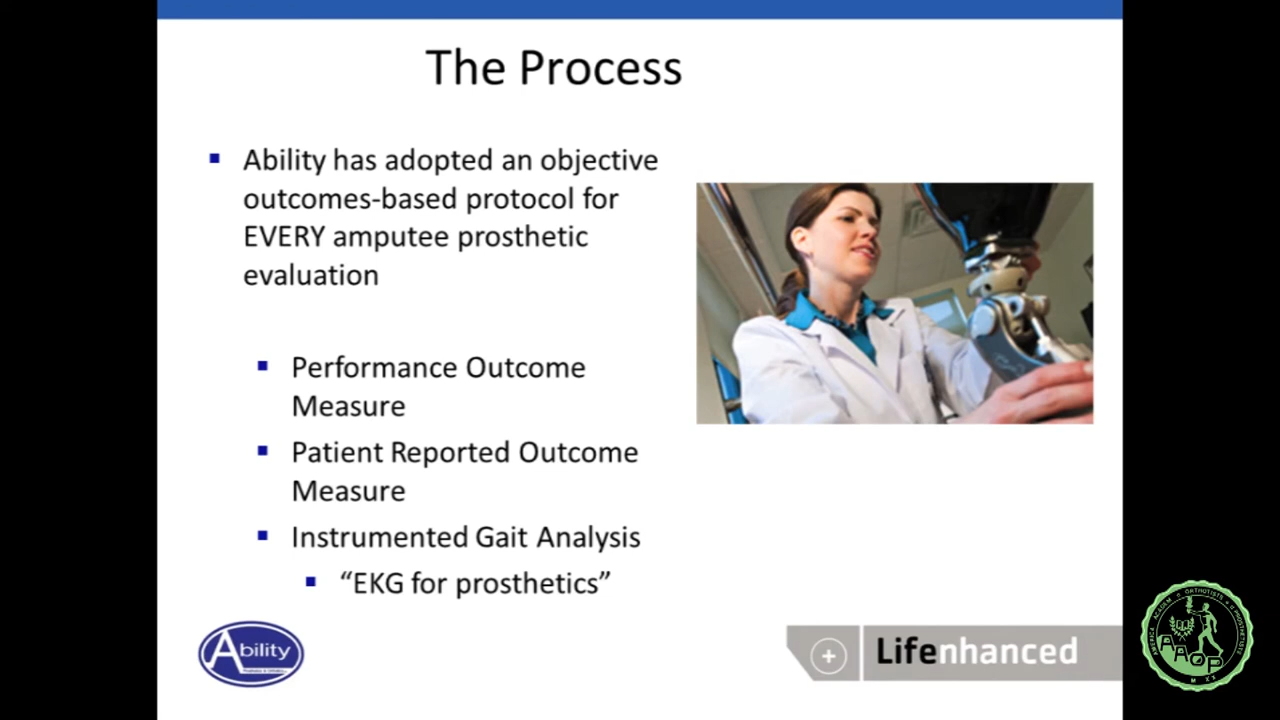 The Process
Ability has adopted an objective
outcomes-based protocol for
EVERY amputee prosthetic
evaluation
Performance Outcome
Measure
Patient Reported Outcome
Measure
Instrumented Gait Analysis
“EKG for prosthetics”
Ability
Lifenhanced
AAOP